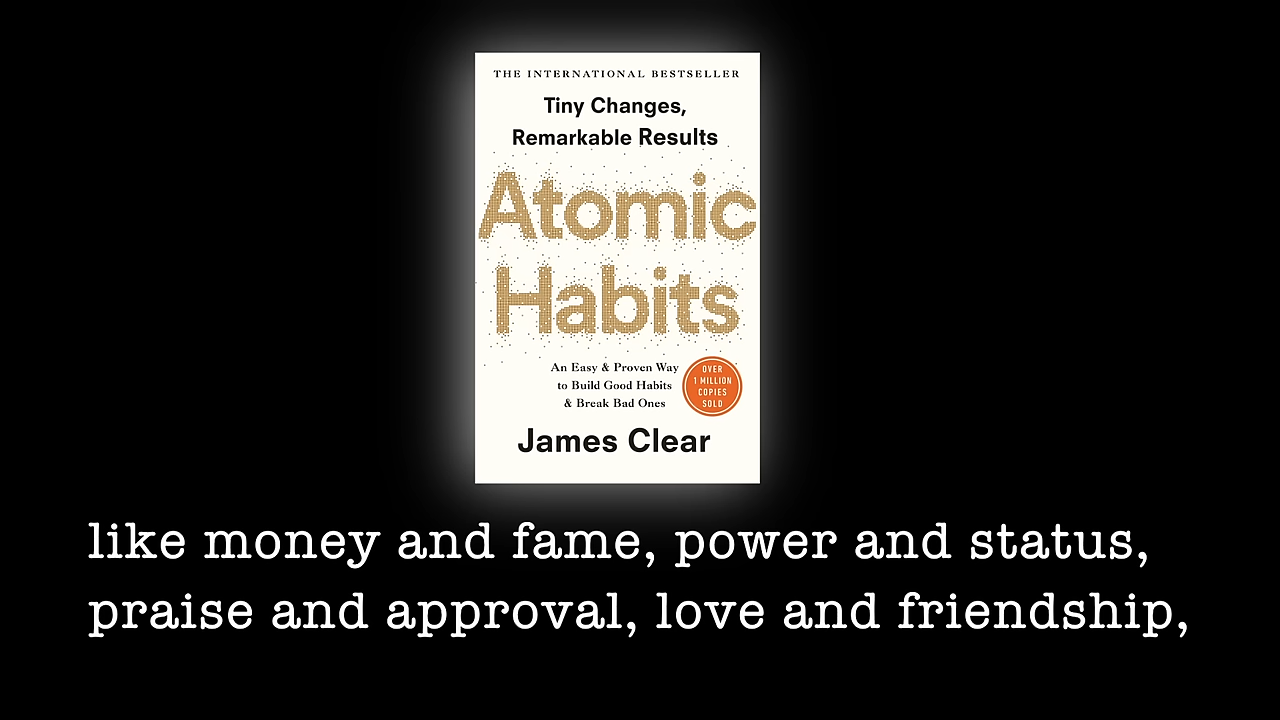 THE INTERNATIONAL BESTSELLER
Tiny Changes,
Remarkable Results
Atomic
Habits
An Easy & Proven Way
to Build Good Habits
& Break Bad Ones
OVER
1 MILLION
COPIES
SOLD
James Clear
like money and fame, power and status,
praise and approval, love and friendship,